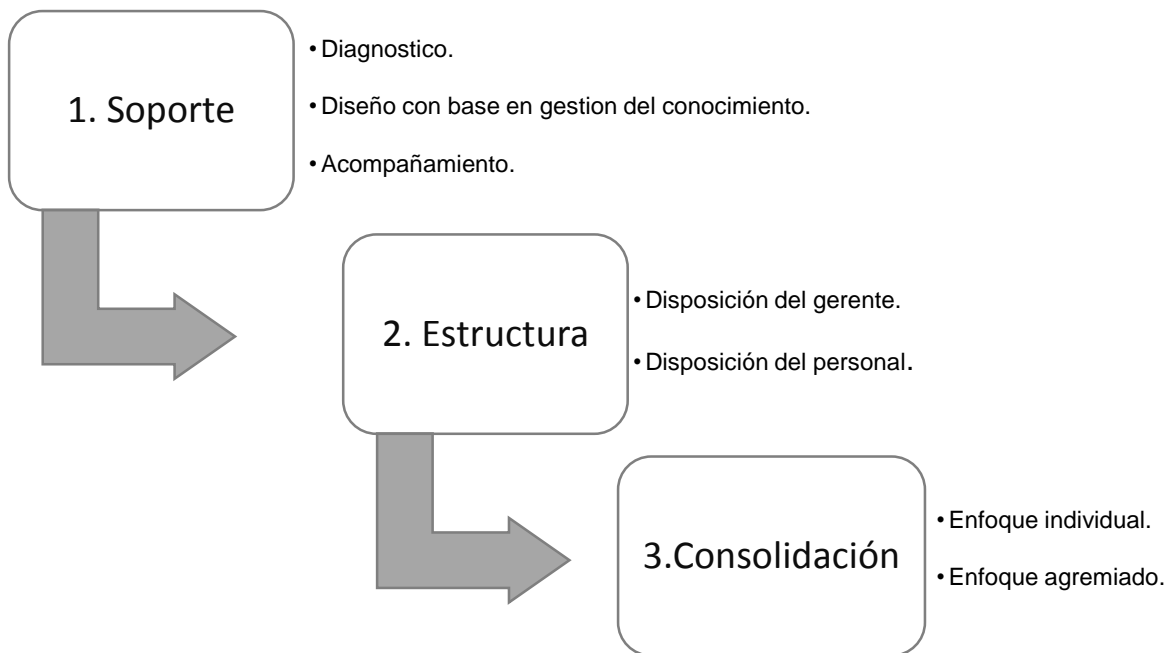 1. Soporte
• Diagnostico.
• Diseño con base en gestion del conocimiento.
• Acompañamiento.
2. Estructura
• Disposición del gerente.
• Disposición del personal.
3.Consolidación
• Enfoque individual.
• Enfoque agremiado.